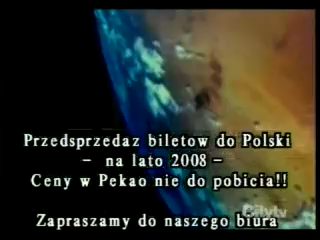 Przedsprzedaz biletow do Polski
- na lato 2008 -
Ceny w Pekao nie do pobicia!!
Zapraszamy do naszego biura